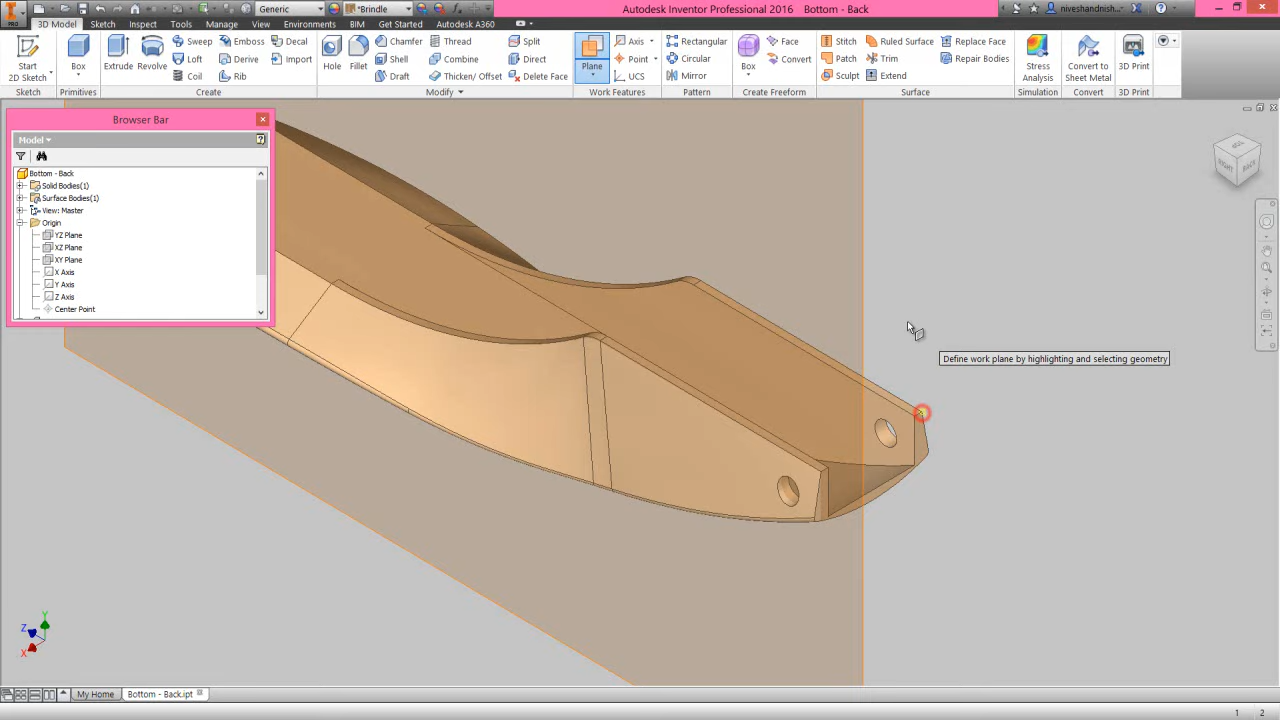 PRO Generic Brindle Autodesk Inventor Professional 2016 Bottom - Back niveshandnish...
3D Model Sketch Inspect Tools Manage View Environments BIM Get Started Autodesk A360
Sweep Emboss Decal Chamfer Thread Split Axis Rectangular Face Stitch Ruled Surface Replace Face
Loft Derive Import Shell Combine Direct Point Circular Convert Patch Trim Repair Bodies
Coil Rib Draft Thicken/ Offset Delete Face UCS Mirror Sculpt Extend
Start Box Extrude Revolve Hole Fillet Plane Box Stress Convert to 3D Print
2D Sketch Analysis Sheet Metal
Sketch Primitives Create Modify Work Features Pattern Create Freeform Surface Simulation Convert 3D Print
Browser Bar
Model
Bottom - Back
Solid Bodies(1)
Surface Bodies(1)
View: Master
Origin
YZ Plane
XZ Plane
XY Plane
X Axis
Y Axis
Z Axis
Center Point
RIGHT BACK
Define work plane by highlighting and selecting geometry
Y
Z
X
My Home Bottom - Back.ipt
1 2